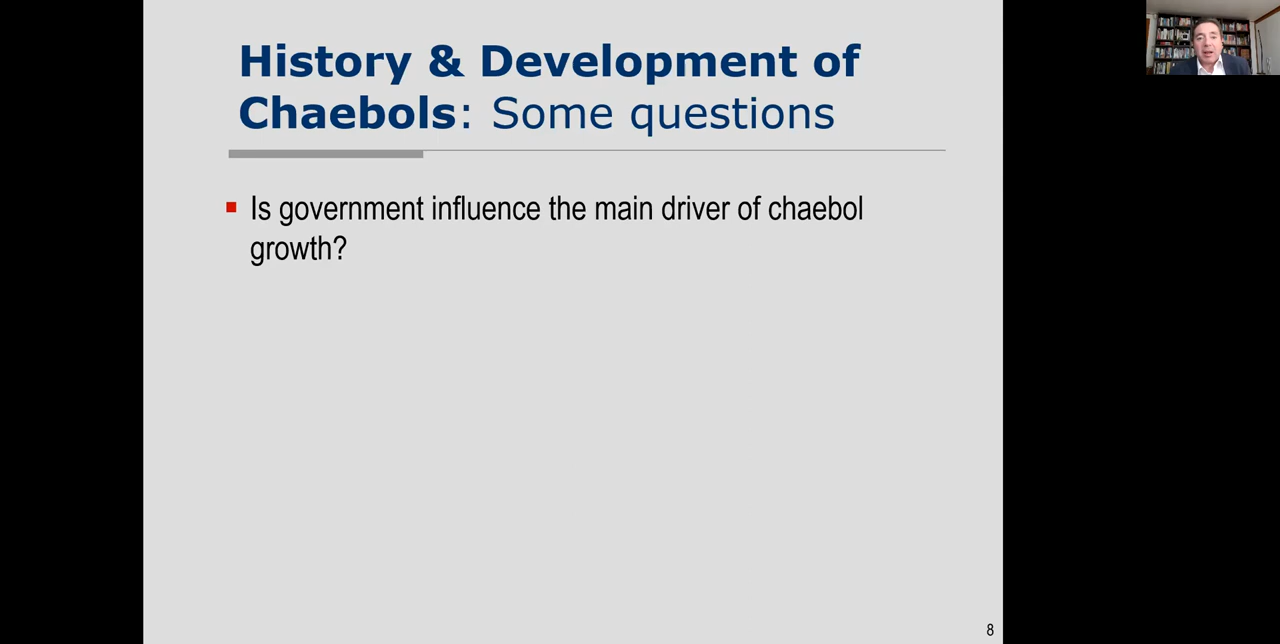 History & Development of
Chaebols: Some questions
Is government influence the main driver of chaebol
growth?
8